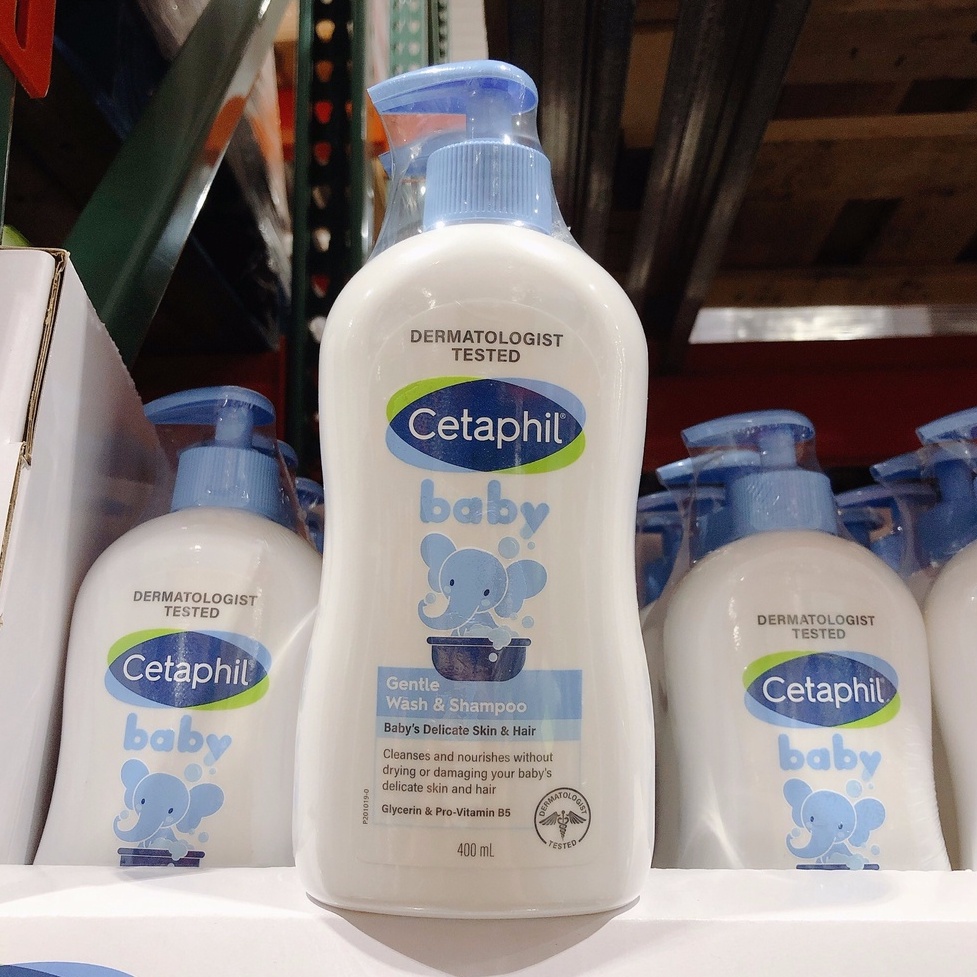 DERMATOLOGIST
TESTED
Cetaphil®
baby
Gentle
Wash & Shampoo
Baby's Delicate Skin & Hair
Cleanses and nourishes without
drying or damaging your baby's
delicate skin and hair
Glycerin & Pro-Vitamin B5
P201019-0
DERMATOLOGIST
TESTED
400 mL
DERMATOLOGIST
TESTED
Cetaphil
baby
DERMATOLOGIST
TESTED
Cetaphil
baby